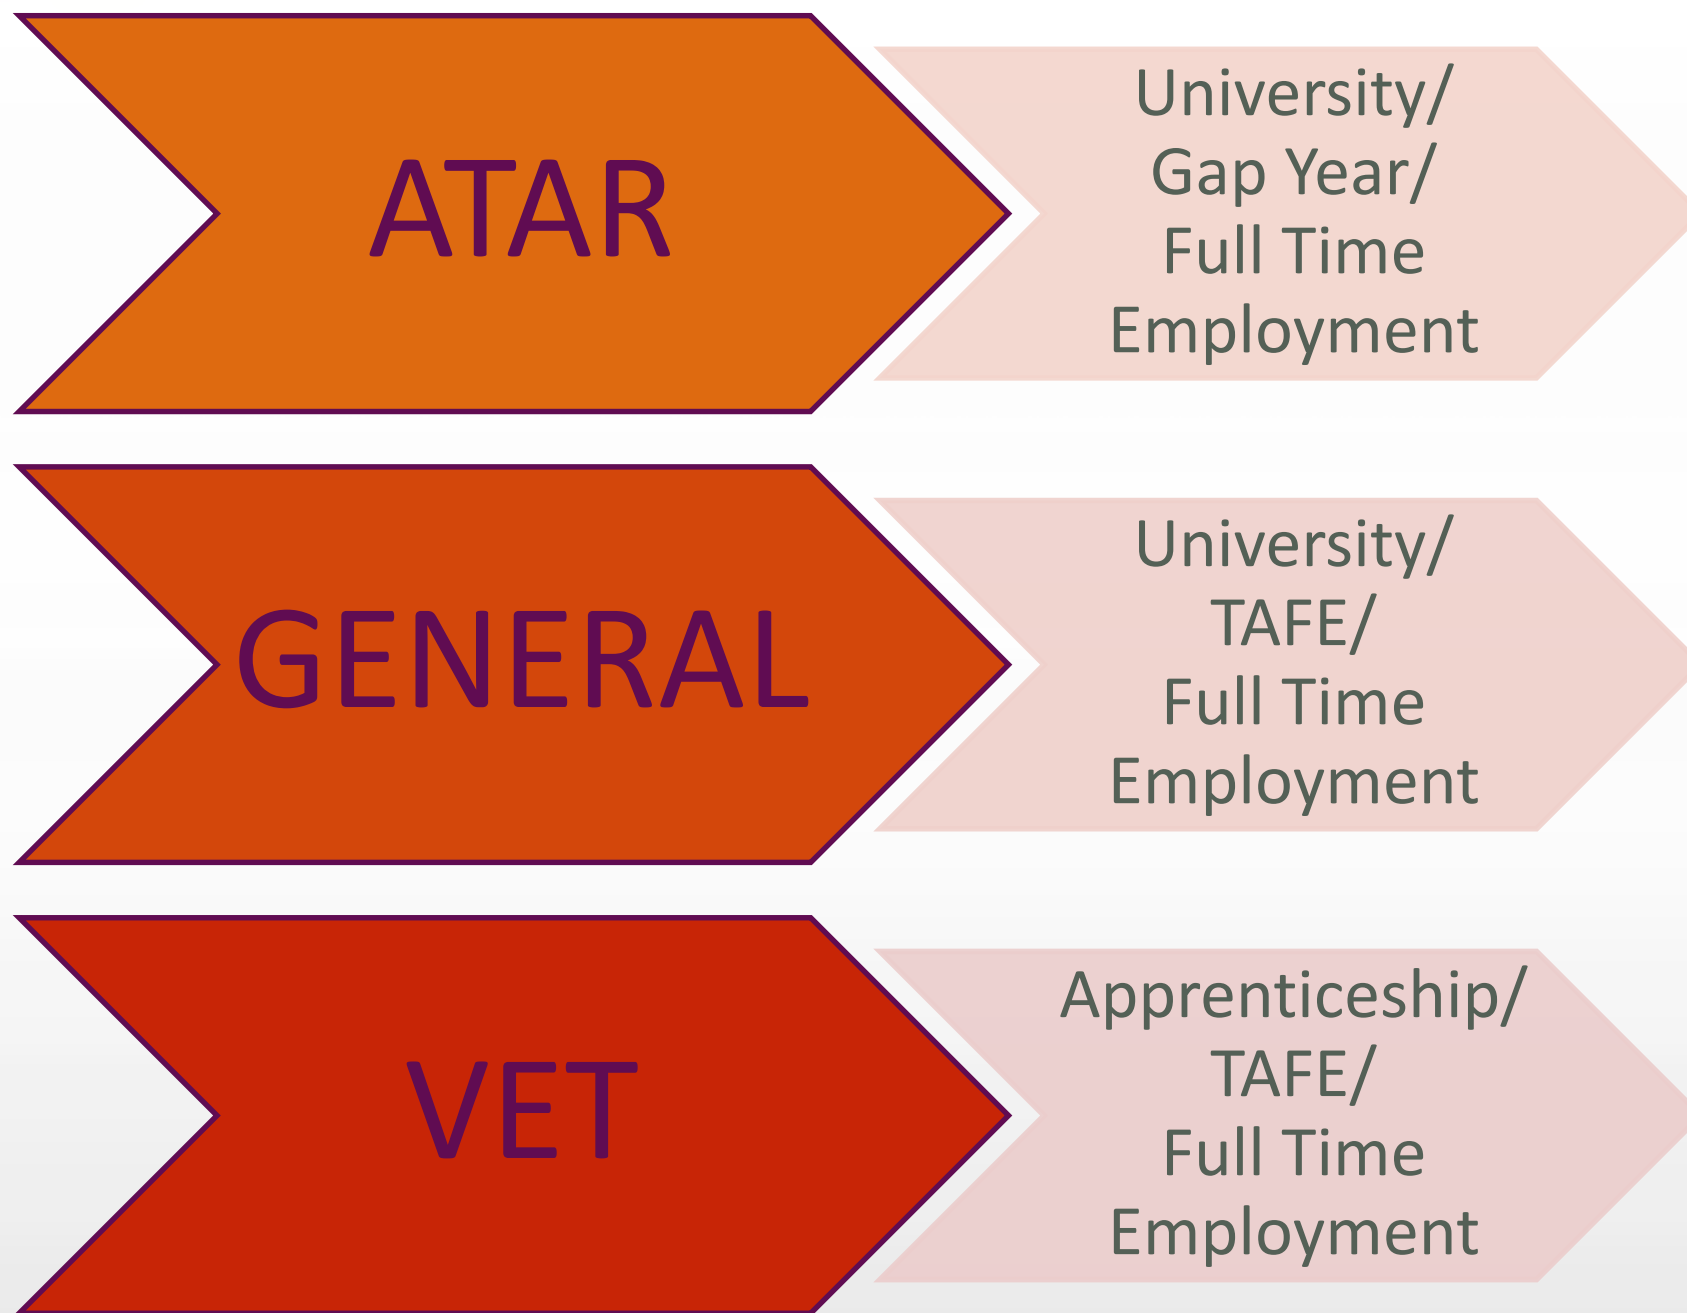 ATAR
University/
Gap Year/
Full Time
Employment
GENERAL
University/
TAFE/
Full Time
Employment
VET
Apprenticeship/
TAFE/
Full Time
Employment